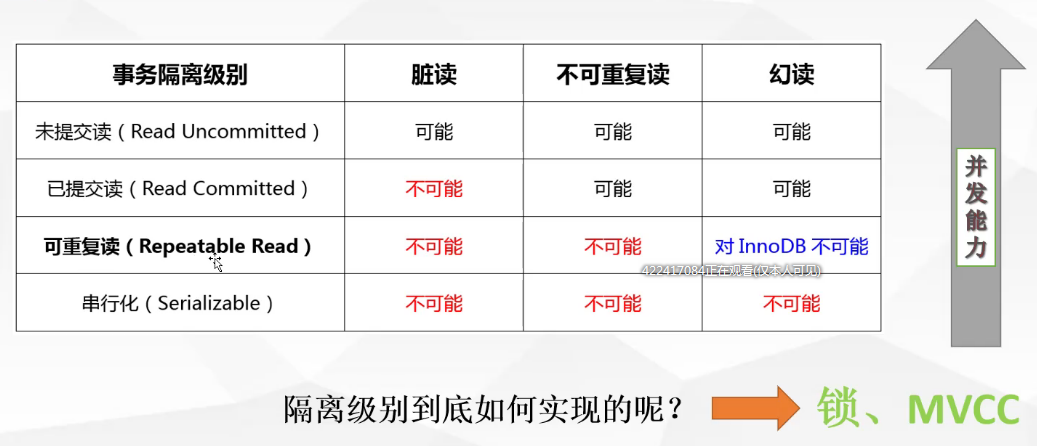 事务隔离级别 脏读 不可重复读 幻读
未提交读（Read Uncommitted） 可能 可能 可能
已提交读（Read Committed） 不可能 可能 可能
可重复读（Repeatable Read） 不可能 不可能 对 InnoDB 不可能
422417084正在观看(仅本人可见)
串行化（Serializable） 不可能 不可能 不可能
并发能力
隔离级别到底如何实现的呢？ 锁、MVCC